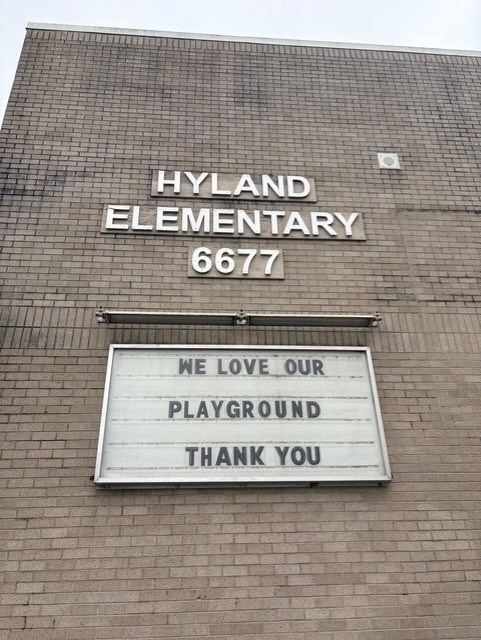 HYLAND
ELEMENTARY
6677
WE LOVE OUR
PLAYGROUND
THANK YOU